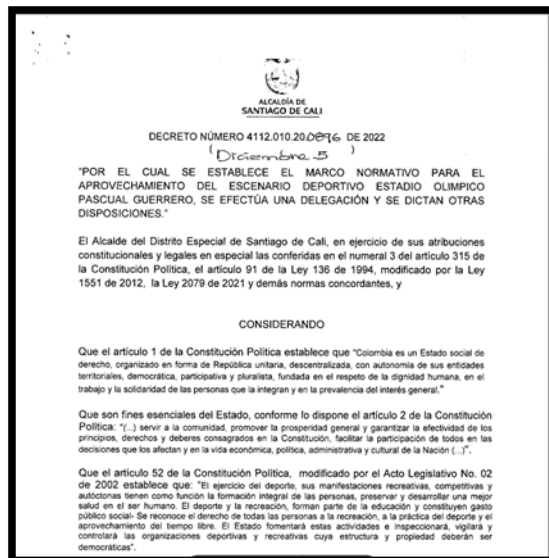 ALCALDÍA DE
SANTIAGO DE CALI
DECRETO NÚMERO 4112.010.20.0896 DE 2022
( Diciembre 5 )
"POR EL CUAL SE ESTABLECE EL MARCO NORMATIVO PARA EL
APROVECHAMIENTO DEL ESCENARIO DEPORTIVO ESTADIO OLIMPICO
PASCUAL GUERRERO, SE EFECTÚA UNA DELEGACIÓN Y SE DICTAN OTRAS
DISPOSICIONES."
El Alcalde del Distrito Especial de Santiago de Cali, en ejercicio de sus atribuciones
constitucionales y legales en especial las conferidas en el numeral 3 del artículo 315 de
la Constitución Política, el artículo 91 de la Ley 136 de 1994, modificado por la Ley
1551 de 2012, la Ley 2079 de 2021 y demás normas concordantes, y
CONSIDERANDO
Que el artículo 1 de la Constitución Política establece que "Colombia es un Estado social de
derecho, organizado en forma de República unitaria, descentralizada, con autonomía de sus entidades
territoriales, democrática, participativa y pluralista, fundada en el respeto de la dignidad humana, en el
trabajo y la solidaridad de las personas que la integran y en la prevalencia del interés general."
Que son fines esenciales del Estado, conforme lo dispone el artículo 2 de la Constitución
Política: "(...) servir a la comunidad, promover la prosperidad general y garantizar la efectividad de los
principios, derechos y deberes consagrados en la Constitución, facilitar la participación de todos en las
decisiones que los afectan y en la vida económica, política, administrativa y cultural de la Nación (...)".
Que el artículo 52 de la Constitución Política, modificado por el Acto Legislativo No. 02
de 2002 establece que: "El ejercicio del deporte, sus manifestaciones recreativas, competitivas y
autóctonas tienen como función la formación integral de las personas, preservar y desarrollar una mejor
salud en el ser humano. El deporte y la recreación, forman parte de la educación y constituyen gasto
público social- Se reconoce el derecho de todas las personas a la recreación, a la práctica del deporte y el
aprovechamiento del tiempo libre. El Estado fomentará estas actividades e inspeccionará, vigilará y
controlará las organizaciones deportivas y recreativas cuya estructura y propiedad deberán ser
democráticas".